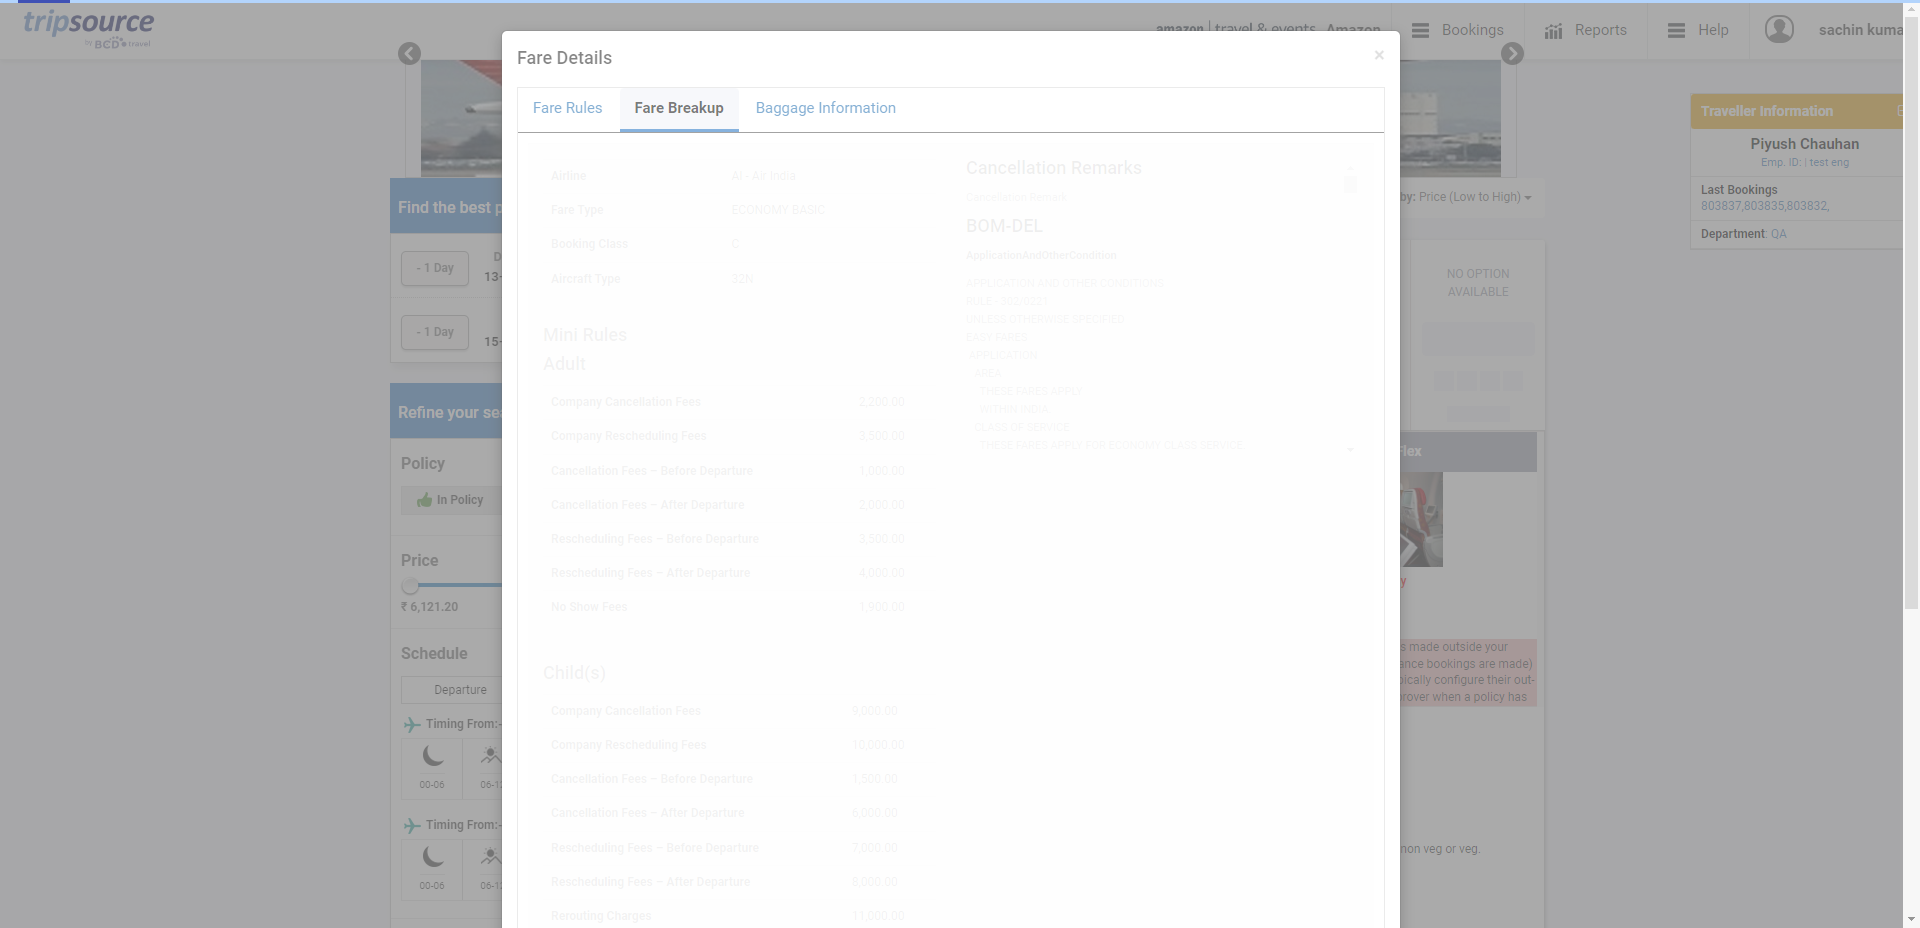 tripsource
by BCD travel
amazon | travel & events Amazon
Bookings
Reports
Help
sachin kuma
Fare Details
×
Fare Rules
Fare Breakup
Baggage Information
Airline
AI - Air India
Fare Type
ECONOMY BASIC
Booking Class
C
Aircraft Type
32N
Mini Rules
Adult
Company Cancellation Fees
2,200.00
Company Rescheduling Fees
3,500.00
Cancellation Fees – Before Departure
1,000.00
Cancellation Fees – After Departure
2,000.00
Rescheduling Fees – Before Departure
3,500.00
Rescheduling Fees – After Departure
4,000.00
No Show Fees
1,900.00
Child(s)
Company Cancellation Fees
9,000.00
Company Rescheduling Fees
10,000.00
Cancellation Fees – Before Departure
1,500.00
Cancellation Fees – After Departure
6,000.00
Rescheduling Fees – Before Departure
7,000.00
Rescheduling Fees – After Departure
8,000.00
Rerouting Charges
11,000.00
Cancellation Remarks
Cancellation Remark
BOM-DEL
ApplicationAndOtherCondition
APPLICATION AND OTHER CONDITIONS
RULE - S01/0221
UNLESS OTHERWISE SPECIFIED
EASY FARES
APPLICATION
AREA
THESE FARES APPLY
WITHIN INDIA.
CLASS OF SERVICE
THESE FARES APPLY FOR ECONOMY CLASS SERVICE.
Find the best p
- 1 Day
D
13-
- 1 Day
15-
Refine your sea
Policy
In Policy
Price
₹ 6,121.20
Schedule
Departure
Timing From:-
00-06
06-12
Timing From:-
00-06
06-12
by: Price (Low to High)
NO OPTION
AVAILABLE
Flex
y
s made outside your
ance bookings are made)
pically configure their out-
prover when a policy has
non veg or veg.
Traveller Information
Piyush Chauhan
Emp. ID: | test eng
Last Bookings
803837,803835,803832,
Department: QA